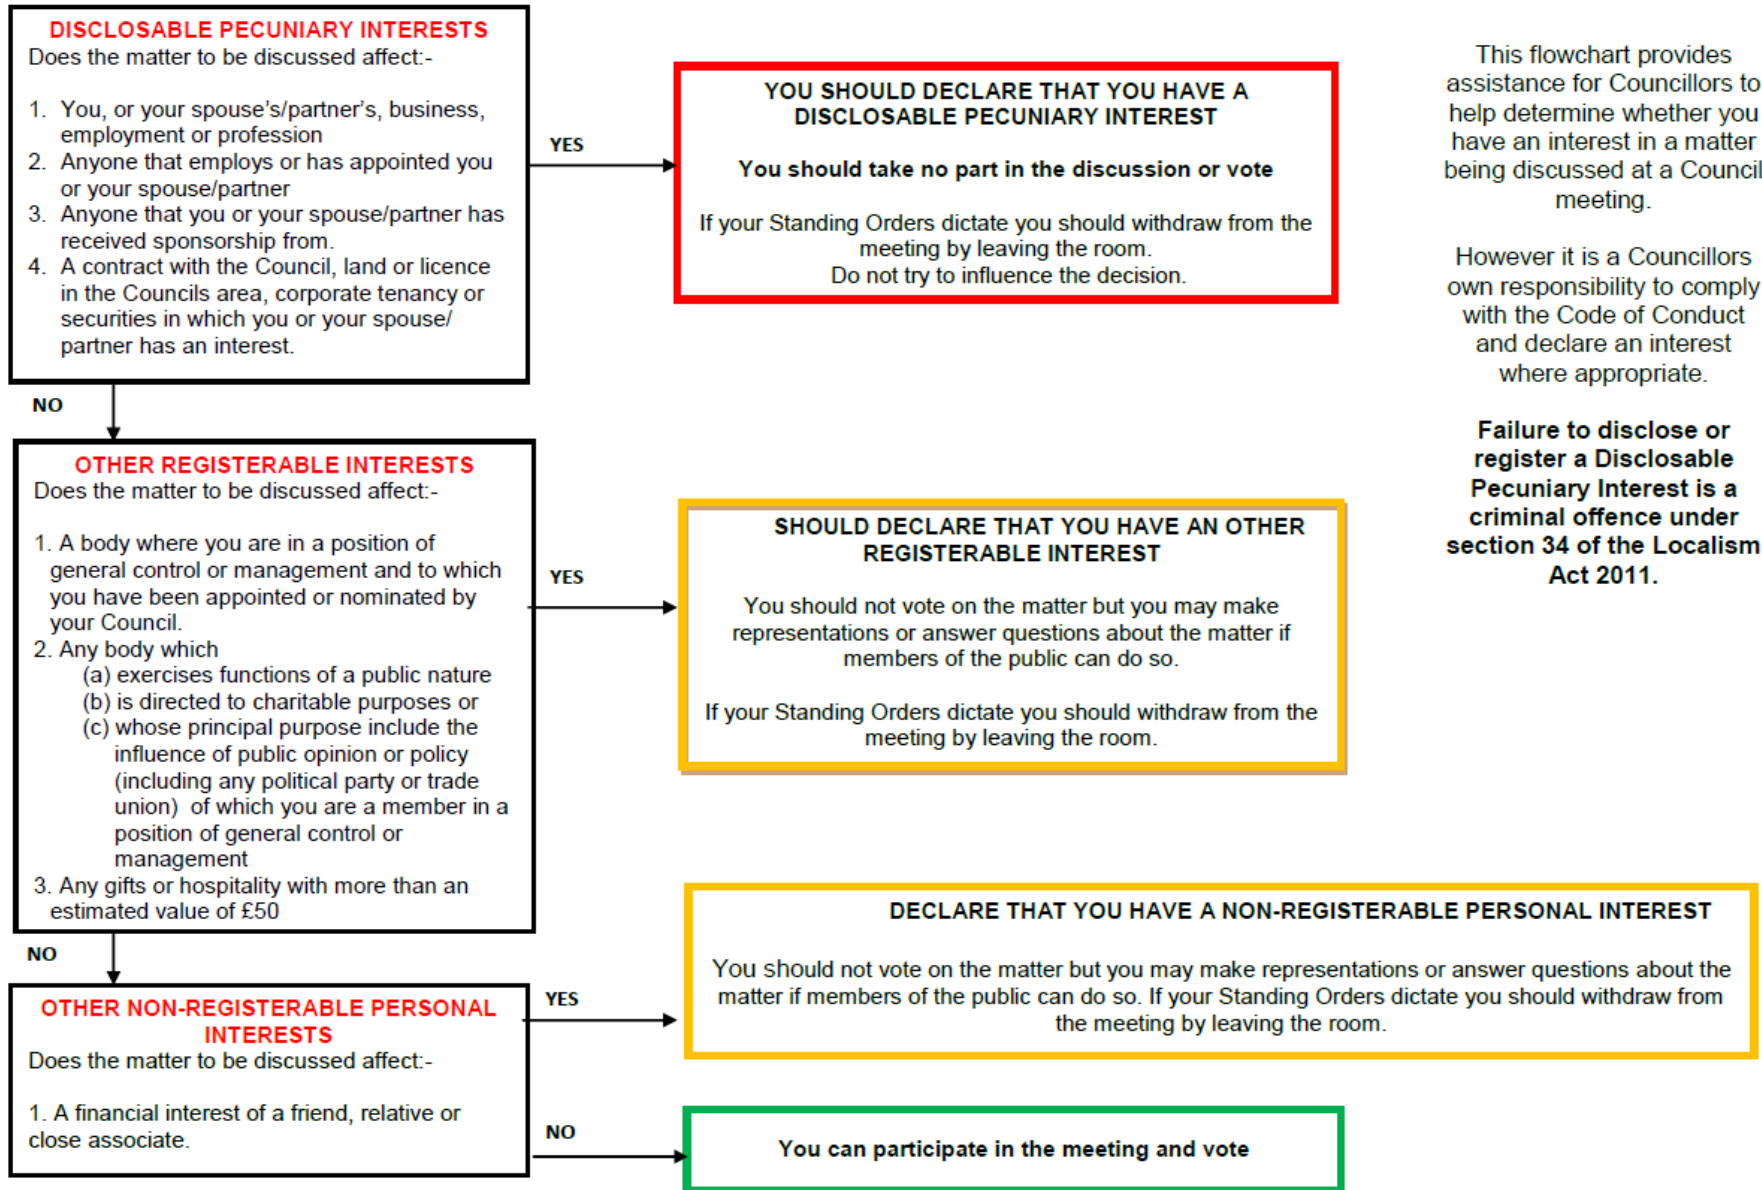 DISCLOSABLE PECUNIARY INTERESTS
Does the matter to be discussed affect:-
1. You, or your spouse's/partner's, business,
employment or profession
2. Anyone that employs or has appointed you
or your spouse/partner
3. Anyone that you or your spouse/partner has
received sponsorship from.
4. A contract with the Council, land or licence
in the Councils area, corporate tenancy or
securities in which you or your spouse/
partner has an interest.
YES
YOU SHOULD DECLARE THAT YOU HAVE A
DISCLOSABLE PECUNIARY INTEREST
You should take no part in the discussion or vote
If your Standing Orders dictate you should withdraw from the
meeting by leaving the room.
Do not try to influence the decision.
This flowchart provides
assistance for Councillors to
help determine whether you
have an interest in a matter
being discussed at a Council
meeting.
However it is a Councillors
own responsibility to comply
with the Code of Conduct
and declare an interest
where appropriate.
Failure to disclose or
register a Disclosable
Pecuniary Interest is a
criminal offence under
section 34 of the Localism
Act 2011.
NO
OTHER REGISTERABLE INTERESTS
Does the matter to be discussed affect:-
1. A body where you are in a position of
general control or management and to which
you have been appointed or nominated by
your Council.
2. Any body which
(a) exercises functions of a public nature
(b) is directed to charitable purposes or
(c) whose principal purpose include the
influence of public opinion or policy
(including any political party or trade
union) of which you are a member in a
position of general control or
management
3. Any gifts or hospitality with more than an
estimated value of £50
YES
SHOULD DECLARE THAT YOU HAVE AN OTHER
REGISTERABLE INTEREST
You should not vote on the matter but you may make
representations or answer questions about the matter if
members of the public can do so.
If your Standing Orders dictate you should withdraw from the
meeting by leaving the room.
NO
OTHER NON-REGISTERABLE PERSONAL
INTERESTS
Does the matter to be discussed affect:-
1. A financial interest of a friend, relative or
close associate.
YES
DECLARE THAT YOU HAVE A NON-REGISTERABLE PERSONAL INTEREST
You should not vote on the matter but you may make representations or answer questions about the
matter if members of the public can do so. If your Standing Orders dictate you should withdraw from
the meeting by leaving the room.
NO
You can participate in the meeting and vote